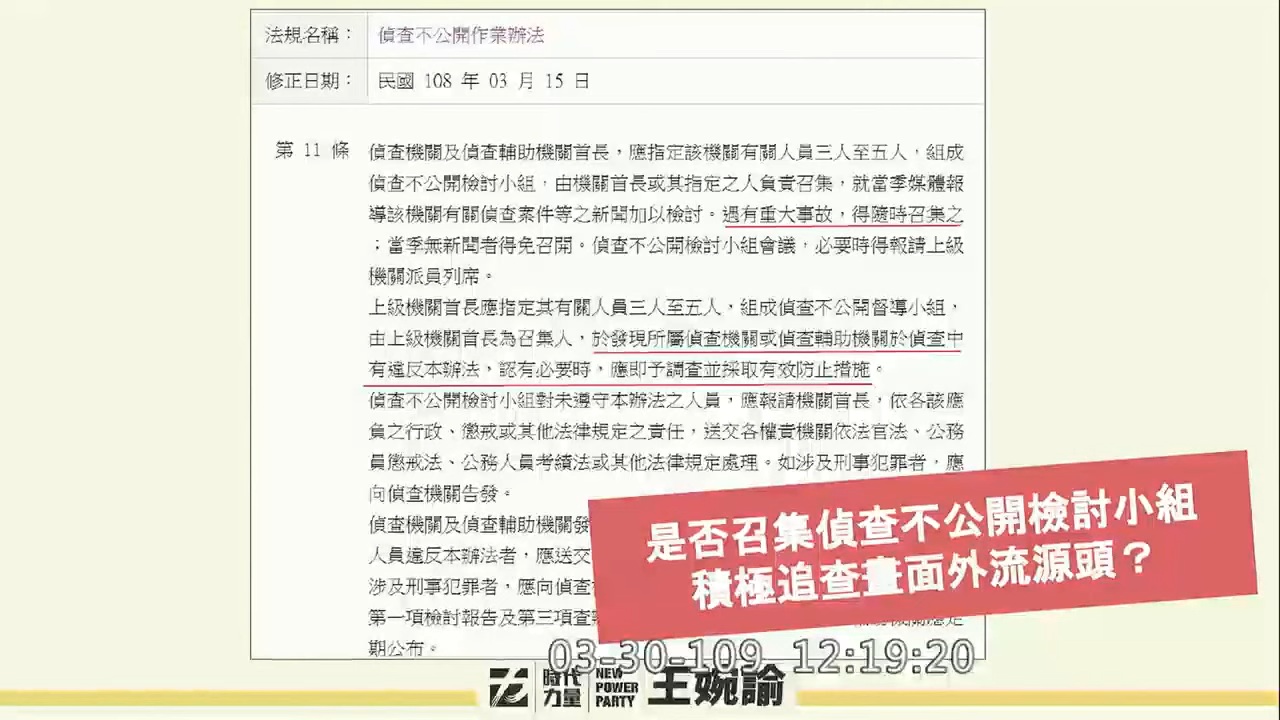 法規名稱： 偵查不公開作業辦法
修正日期： 民國 108 年 03 月 15 日
第 11 條 偵查機關及偵查輔助機關首長，應指定該機關有關人員三人至五人，組成
偵查不公開檢討小組，由機關首長或其指定之人負責召集，就當季媒體報
導該機關有關偵查案件等之新聞加以檢討。遇有重大事故，得隨時召集之
；當季無新聞者得免召開。偵查不公開檢討小組會議，必要時得報請上級
機關派員列席。
上級機關首長應指定其有關人員三人至五人，組成偵查不公開督導小組，
由上級機關首長為召集人，於發現所屬偵查機關或偵查輔助機關於偵查中
有違反本辦法，認有必要時，應即予調查並採取有效防止措施。
偵查不公開檢討小組對未遵守本辦法之人員，應報請機關首長，依各該應
負之行政、懲戒或其他法律規定之責任，送交各權責機關依法官法、公務
員懲戒法、公務人員考績法或其他法律規定處理。如涉及刑事犯罪者，應
向偵查機關告發。
偵查機關及偵查輔助機關發
人員違反本辦法者，應送交
涉及刑事犯罪者，應向偵查
第一項檢討報告及第三項查
期公布。
是否召集偵查不公開檢討小組
積極追查畫面外流源頭？
03-30-109 12:19:20
時代
力量
NEW
POWER
PARTY
王婉諭